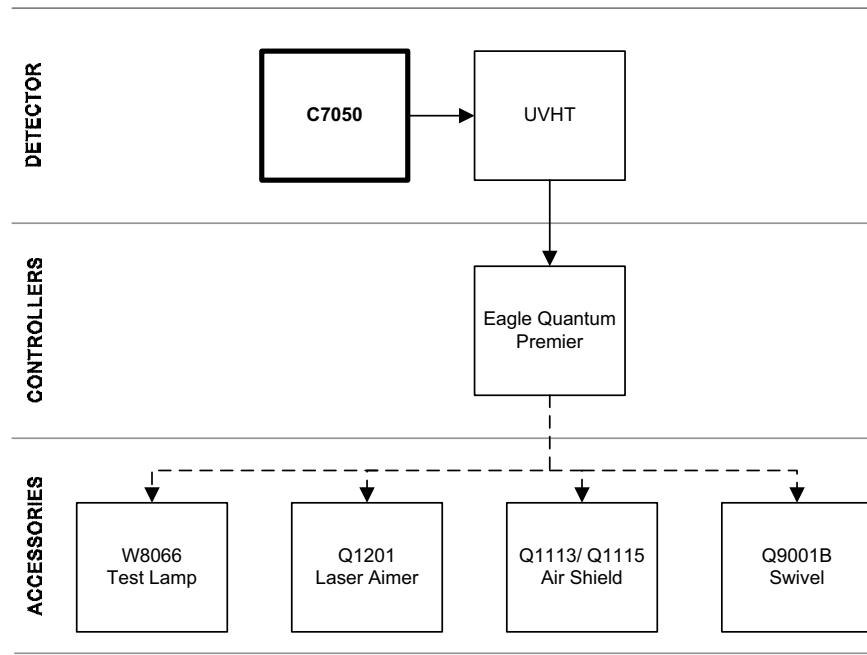 DETECTOR
C7050
UVHT
CONTROLLERS
Eagle Quantum
Premier
ACCESSORIES
W8066
Test Lamp
Q1201
Laser Aimer
Q1113/ Q1115
Air Shield
Q9001B
Swivel